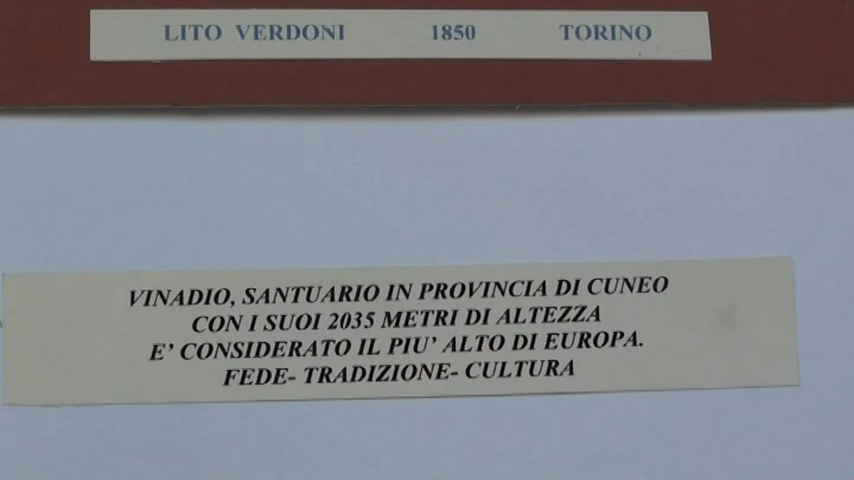 LITO VERDONI 1850 TORINO
VINADIO, SANTUARIO IN PROVINCIA DI CUNEO
CON I SUOI 2035 METRI DI ALTEZZA
E' CONSIDERATO IL PIU' ALTO DI EUROPA.
FEDE- TRADIZIONE- CULTURA